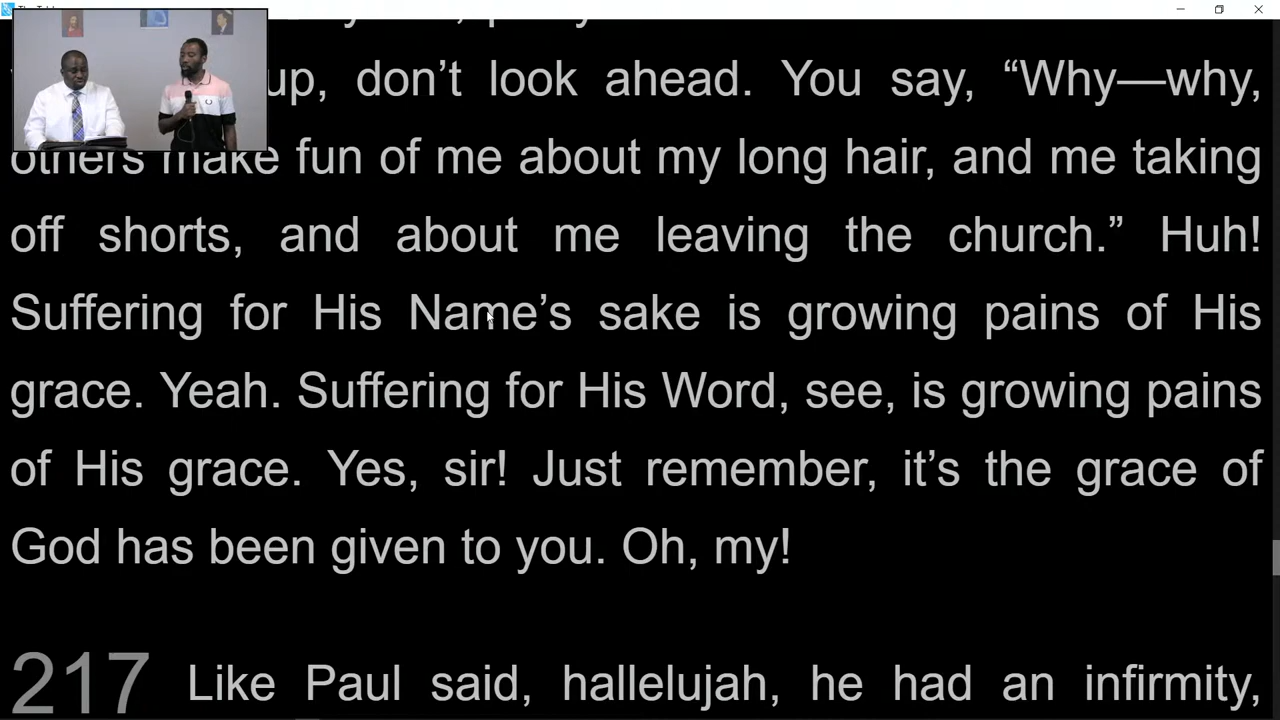 up, don’t look ahead. You say, “Why—why,
others make fun of me about my long hair, and me taking
off shorts, and about me leaving the church.” Huh!
Suffering for His Name’s sake is growing pains of His
grace. Yeah. Suffering for His Word, see, is growing pains
of His grace. Yes, sir! Just remember, it’s the grace of
God has been given to you. Oh, my!
217 Like Paul said, hallelujah, he had an infirmity,